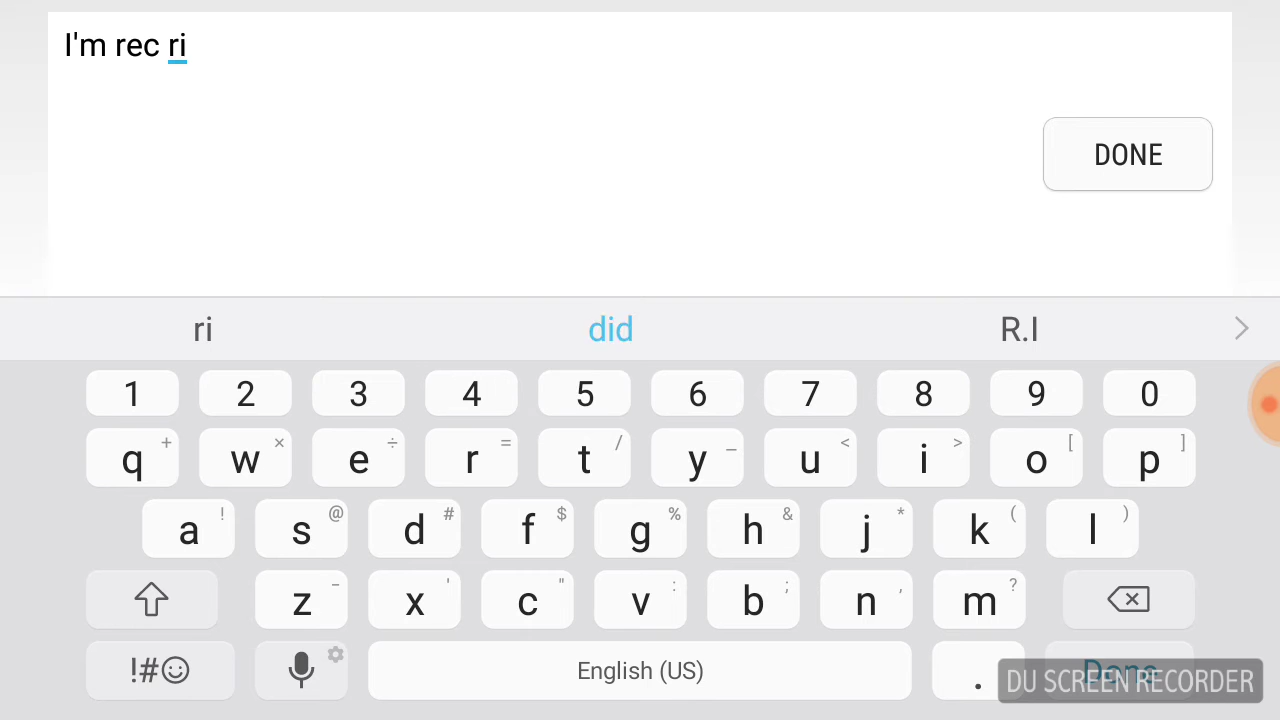 I'm rec ri
DONE
ri did R.I >
1 2 3 4 5 6 7 8 9 0
q + w × e ÷ r = t / y _ u < i > o [ p ]
a ! s @ d # f $ g % h & j * k ( l )
z - x ' c " v : b ; n , m ?
!#☺ English (US) . Done
DU SCREEN RECORDER